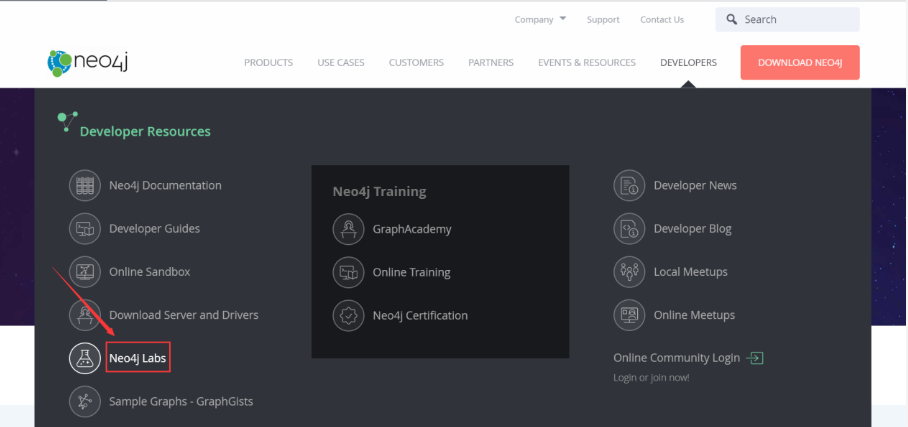 Company Support Contact Us Search
neo4j PRODUCTS USE CASES CUSTOMERS PARTNERS EVENTS & RESOURCES DEVELOPERS DOWNLOAD NEO4J
Developer Resources
Neo4j Documentation
Developer Guides
Online Sandbox
Download Server and Drivers
Neo4j Labs
Sample Graphs - GraphGists
Neo4j Training
GraphAcademy
Online Training
Neo4j Certification
Developer News
Developer Blog
Local Meetups
Online Meetups
Online Community Login
Login or Join now!